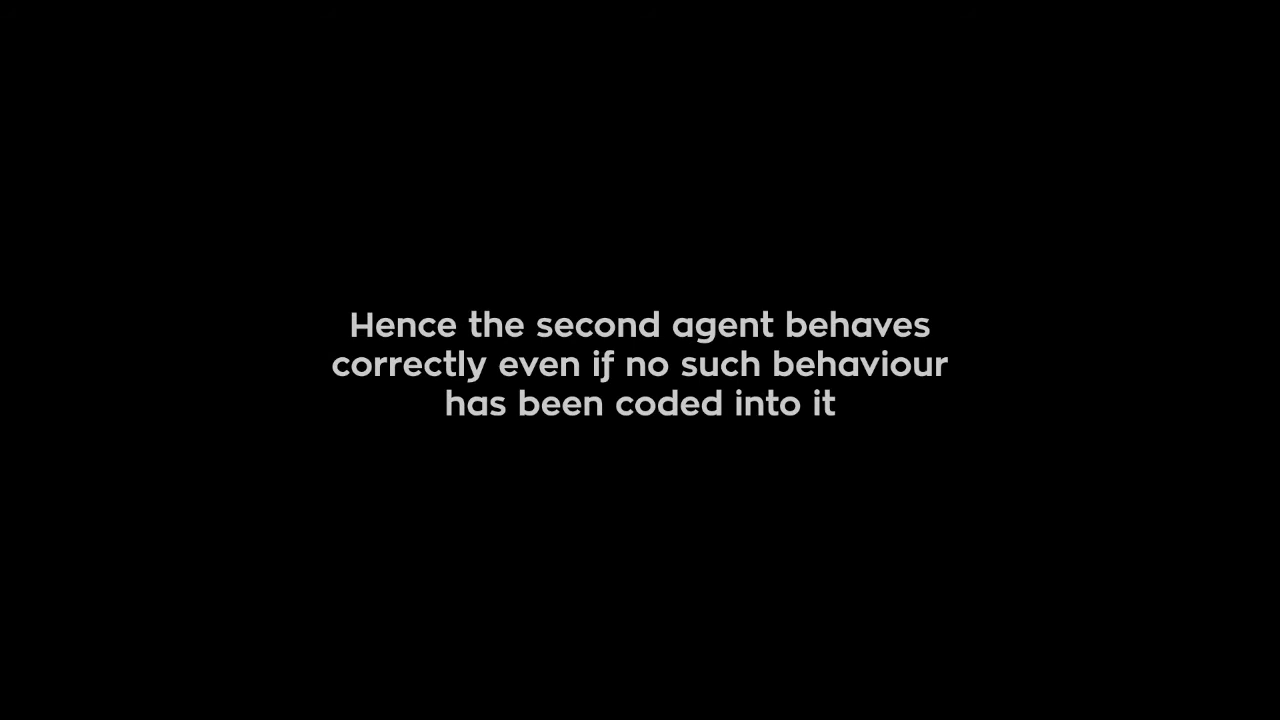 Hence the second agent behaves
correctly even if no such behaviour
has been coded into it